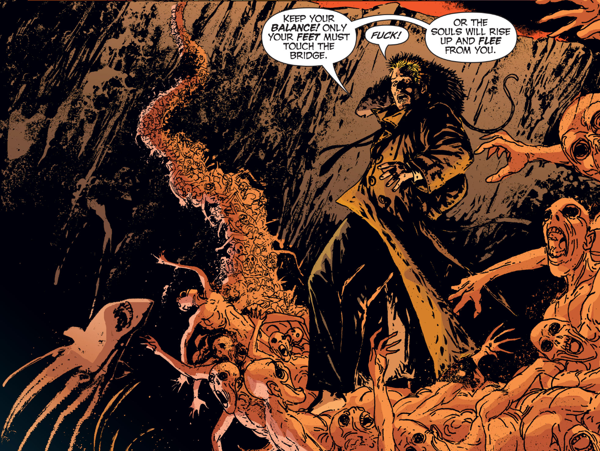 KEEP YOUR
BALANCE! ONLY
YOUR FEET MUST
TOUCH THE
BRIDGE.
FUCK!
OR THE
SOULS WILL RISE
UP AND FLEE
FROM YOU.